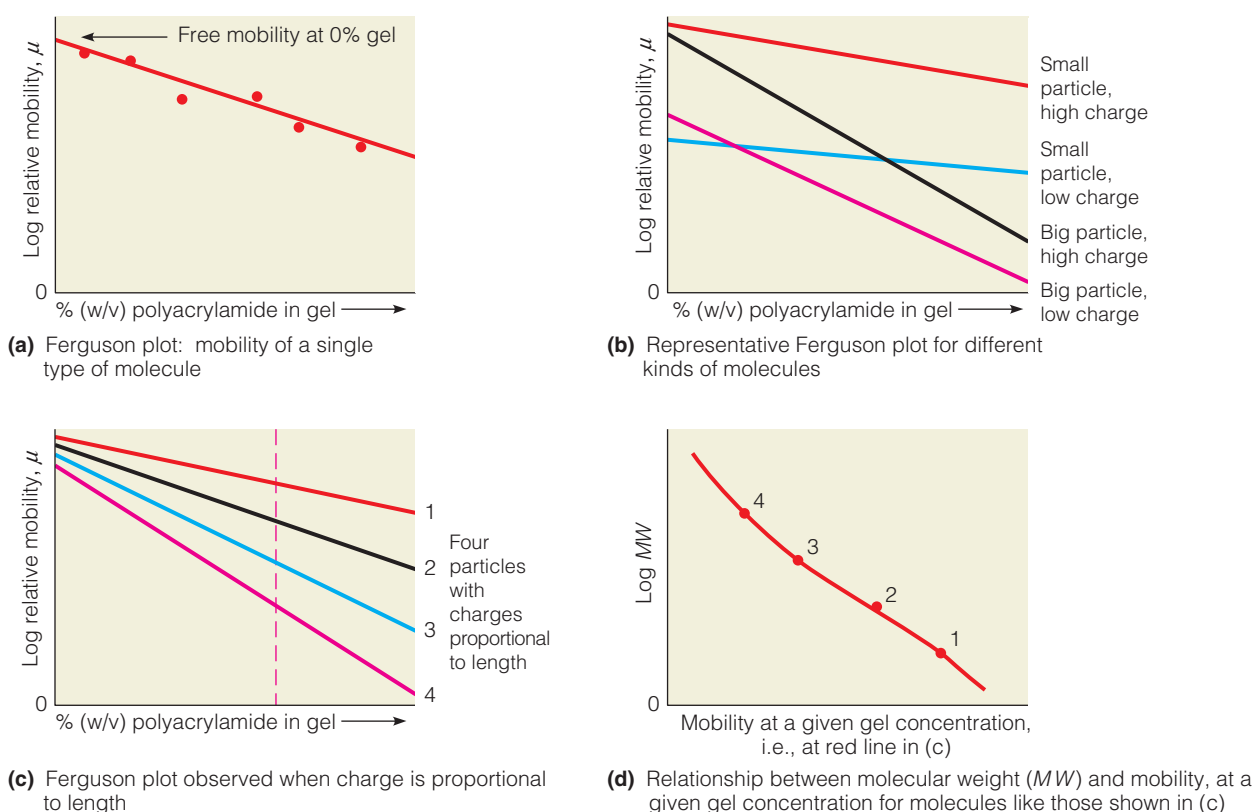 Log relative mobility, μ
Free mobility at 0% gel
0
% (w/v) polyacrylamide in gel
(a) Ferguson plot: mobility of a single
type of molecule
Log relative mobility, μ
Small
particle,
high charge
Small
particle,
low charge
Big particle,
high charge
Big particle,
low charge
0
% (w/v) polyacrylamide in gel
(b) Representative Ferguson plot for different
kinds of molecules
Log relative mobility, μ
1
2
3
4
Four
particles
with
charges
proportional
to length
0
% (w/v) polyacrylamide in gel
(c) Ferguson plot observed when charge is proportional
to length
Log MW
4
3
2
1
0
Mobility at a given gel concentration,
i.e., at red line in (c)
(d) Relationship between molecular weight (MW) and mobility, at a
given gel concentration for molecules like those shown in (c)